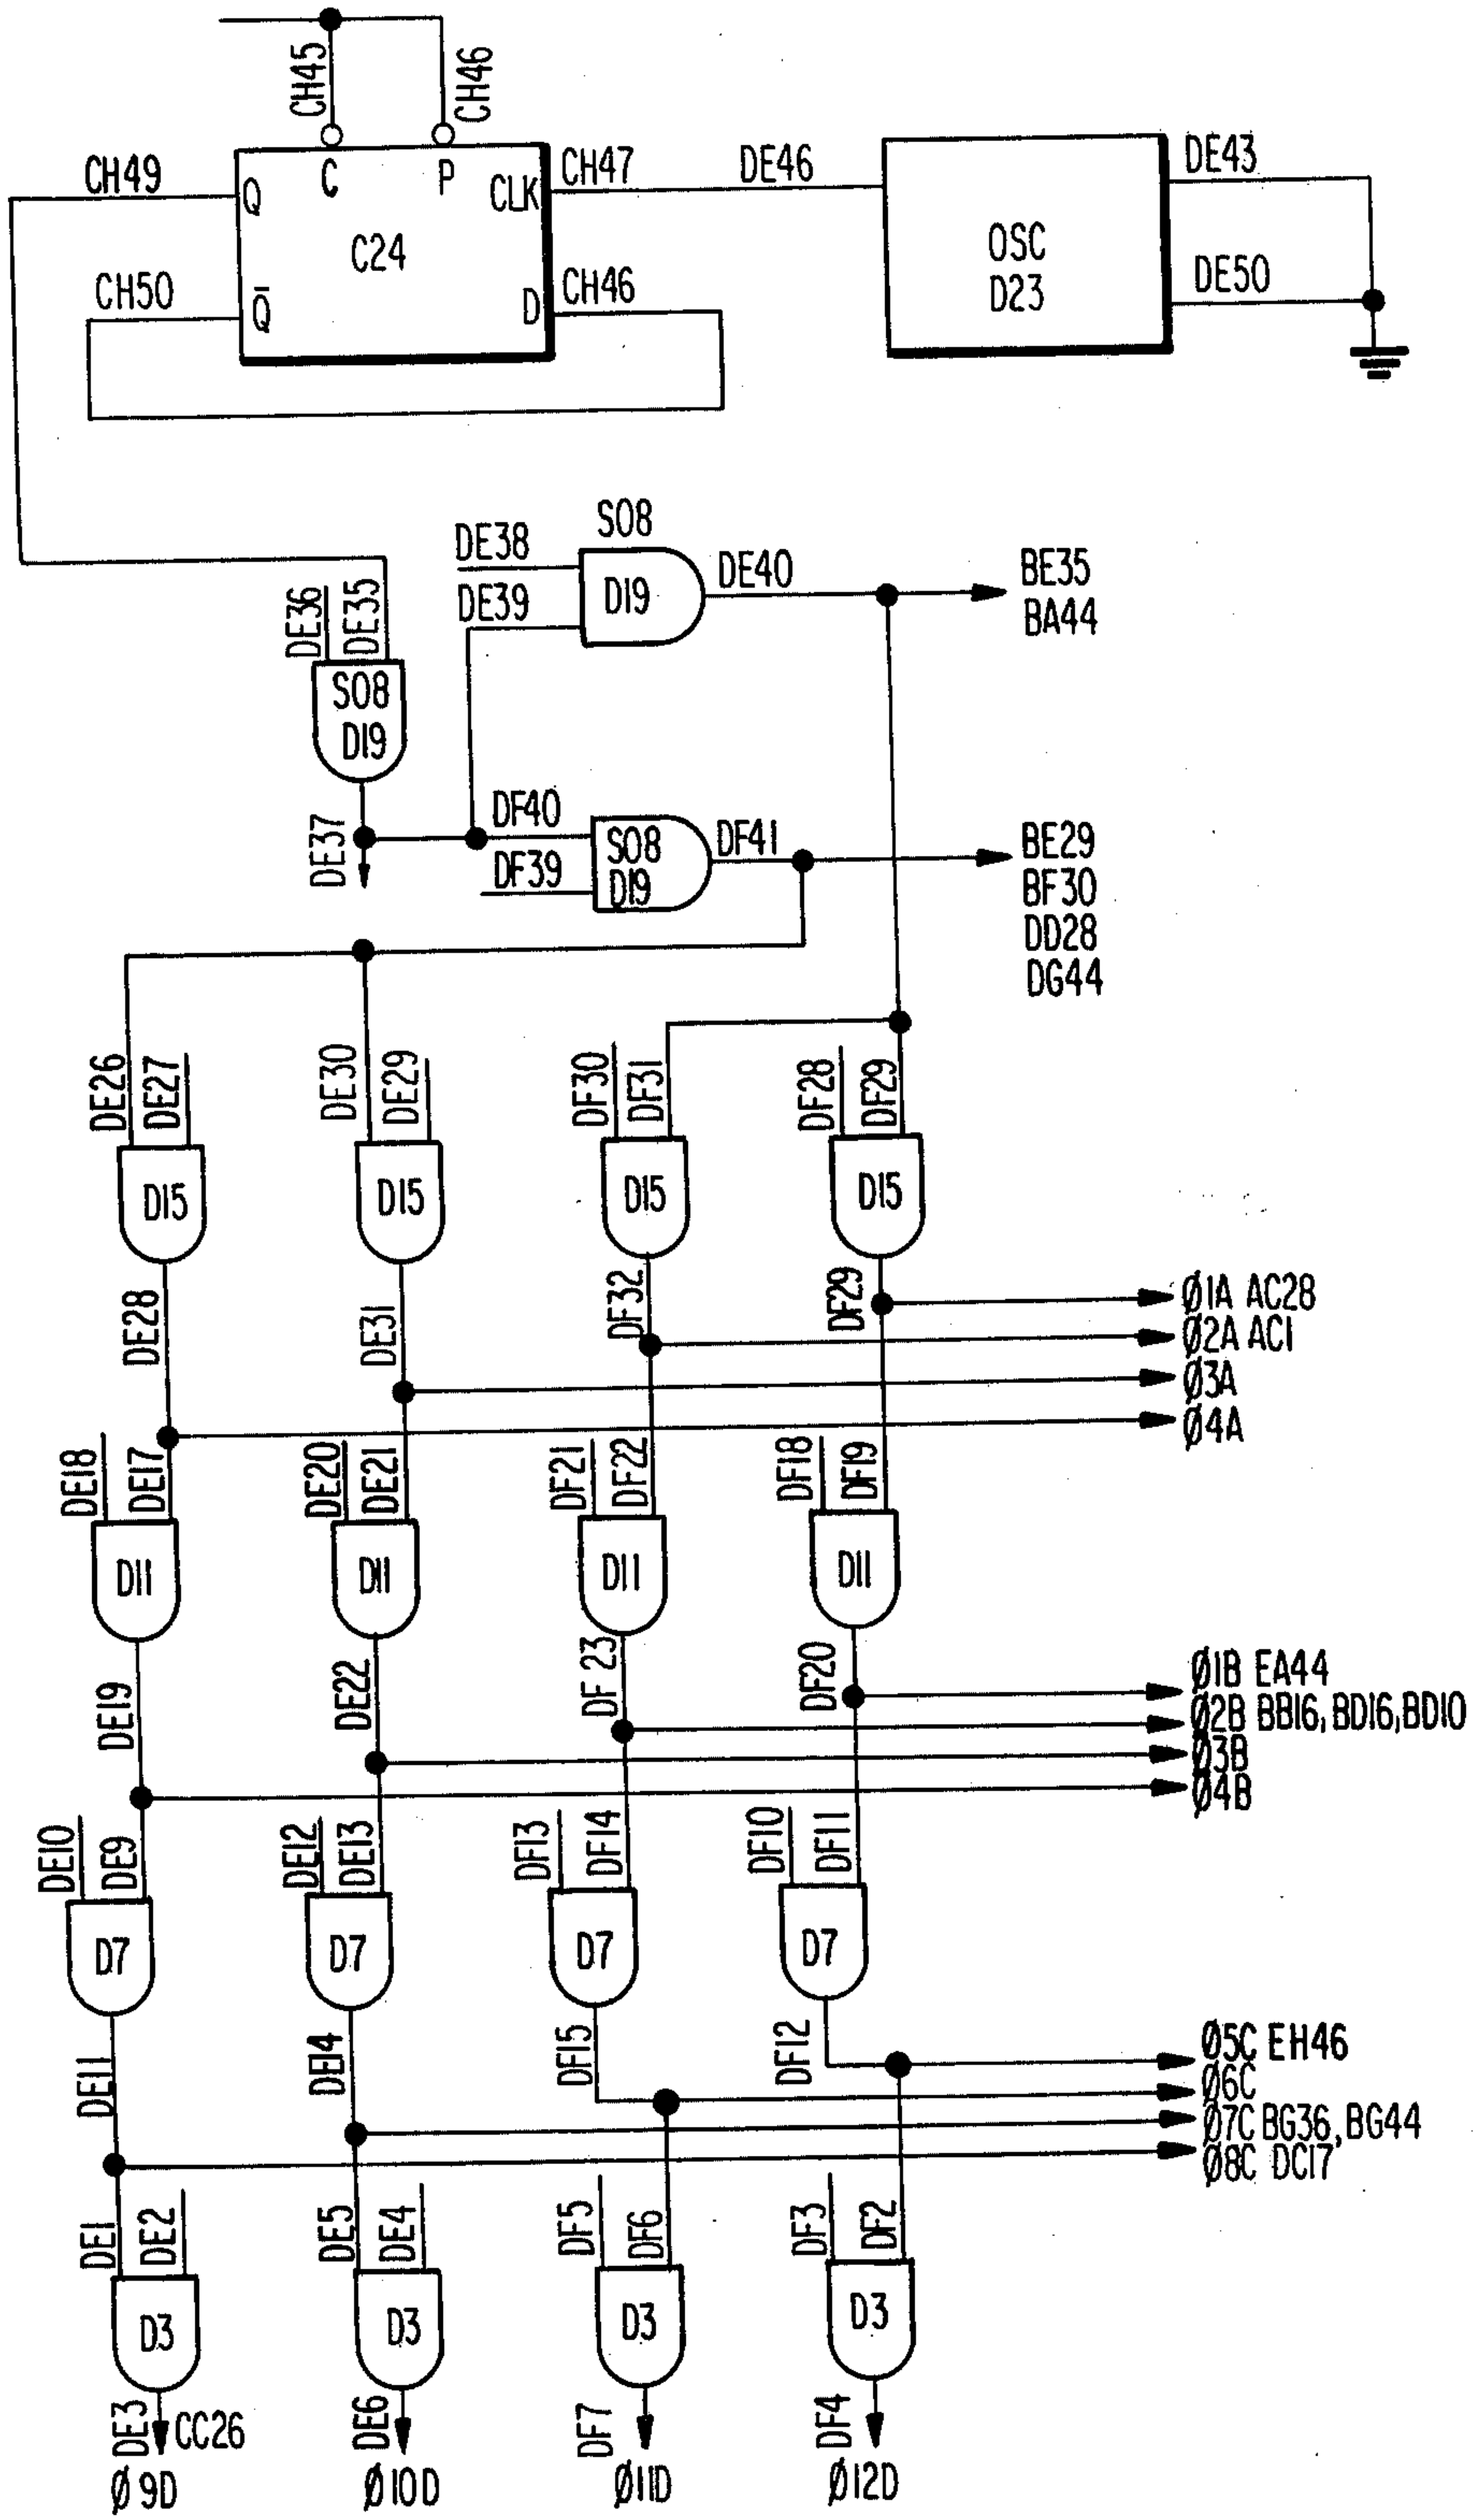 CH45
CH46
CH49
Q
C
P
CLK
CH47
DE46
DE43
C24
OSC
D23
CH50
Q̄
D
CH46
DE50
S08
DE38
DE39
D19
DE40
BE35
BA44
DE36
DE35
S08
D19
DE37
DF40
DF39
S08
D19
DF41
BE29
BF30
DD28
DG44
DE26
DE27
DE30
DE29
DF30
DF31
DF28
DF29
D15
D15
D15
D15
DE28
DE31
DF32
DF29
Ø1A AC28
Ø2A AC1
Ø3A
Ø4A
DE18
DE17
DE20
DE21
DF21
DF22
DF18
DF19
D11
D11
D11
D11
DE19
DE22
DF 23
DF20
Ø1B EA44
Ø2B BB16, BD16, BD10
Ø3B
Ø4B
DE10
DE9
DE12
DE13
DF13
DF14
DF10
DF11
D7
D7
D7
D7
DE11
DE14
DF15
DF12
Ø5C EH46
Ø6C
Ø7C BG36, BG44
Ø8C DC17
DE1
DE2
DE5
DE4
DF5
DF6
DF3
DF2
D3
D3
D3
D3
DE3
CC26
DE6
DF7
DF4
Ø9D
Ø10D
Ø11D
Ø12D